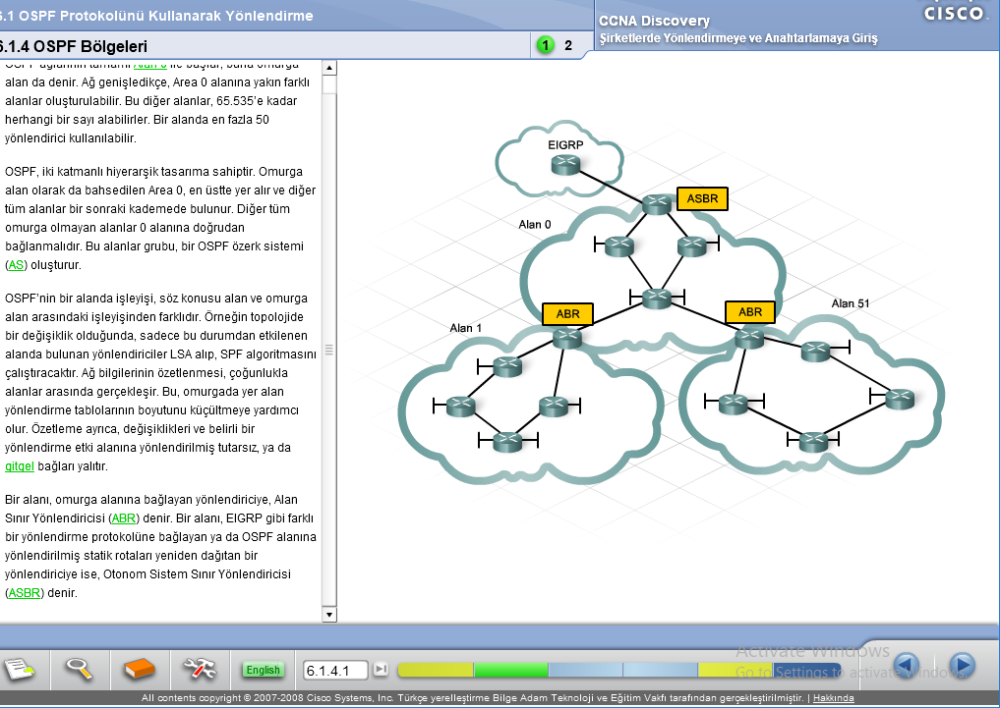 6.1 OSPF Protokolünü Kullanarak Yönlendirme
CISCO
CCNA Discovery
Şirketlerde Yönlendirmeye ve Anahtarlamaya Giriş
6.1.4 OSPF Bölgeleri
1 2
OSPF ağlarının tamamı Alan 0 ile başlar, buna omurga
alan da denir. Ağ genişledikçe, Area 0 alanına yakın farklı
alanlar oluşturulabilir. Bu diğer alanlar, 65.535'e kadar
herhangi bir sayı alabilirler. Bir alanda en fazla 50
yönlendirici kullanılabilir.
OSPF, iki katmanlı hiyerarşik tasarıma sahiptir. Omurga
alan olarak da bahsedilen Area 0, en üstte yer alır ve diğer
tüm alanlar bir sonraki kademede bulunur. Diğer tüm
omurga olmayan alanlar 0 alanına doğrudan
bağlanmalıdır. Bu alanlar grubu, bir OSPF özerk sistemi
(AS) oluşturur.
OSPF'nin bir alanda işleyişi, söz konusu alan ve omurga
alan arasındaki işleyişinden farklıdır. Örneğin topolojide
bir değişiklik olduğunda, sadece bu durumdan etkilenen
alanda bulunan yönlendiriciler LSA alıp, SPF algoritmasını
çalıştıracaktır. Ağ bilgilerinin özetlenmesi, çoğunlukla
alanlar arasında gerçekleşir. Bu, omurgada yer alan
yönlendirme tablolarının boyutunu küçültmeye yardımcı
olur. Özetleme ayrıca, değişiklikleri ve belirli bir
yönlendirme etki alanına yönlendirilmiş tutarsız, ya da
gitgel bağları yalıtır.
Bir alanı, omurga alanına bağlayan yönlendiriciye, Alan
Sınır Yönlendiricisi (ABR) denir. Bir alanı, EIGRP gibi farklı
bir yönlendirme protokolüne bağlayan ya da OSPF alanına
yönlendirilmiş statik rotaları yeniden dağıtan bir
yönlendiriciye ise, Otonom Sistem Sınır Yönlendiricisi
(ASBR) denir.
EIGRP
ASBR
Alan 0
ABR
ABR
Alan 51
Alan 1
Activate Windows
Go to Settings to activate Windows.
English
6.1.4.1
All contents copyright © 2007-2008 Cisco Systems, Inc. Türkçe yerelleştirme Bilge Adam Teknoloji ve Eğitim Vakfı tarafından gerçekleştirilmiştir. | Hakkında